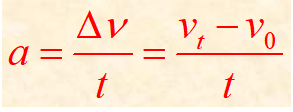 a = Δv/t = (v_t − v_0)/t